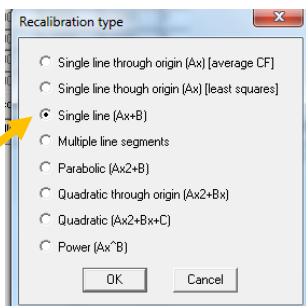 Recalibration type
Single line through origin (Ax) [average CF]
Single line though origin (Ax) [least squares]
Single line (Ax+B)
Multiple line segments
Parabolic (Ax2+B)
Quadratic through origin (Ax2+Bx)
Quadratic (Ax2+Bx+C)
Power (Ax^B)
OK Cancel